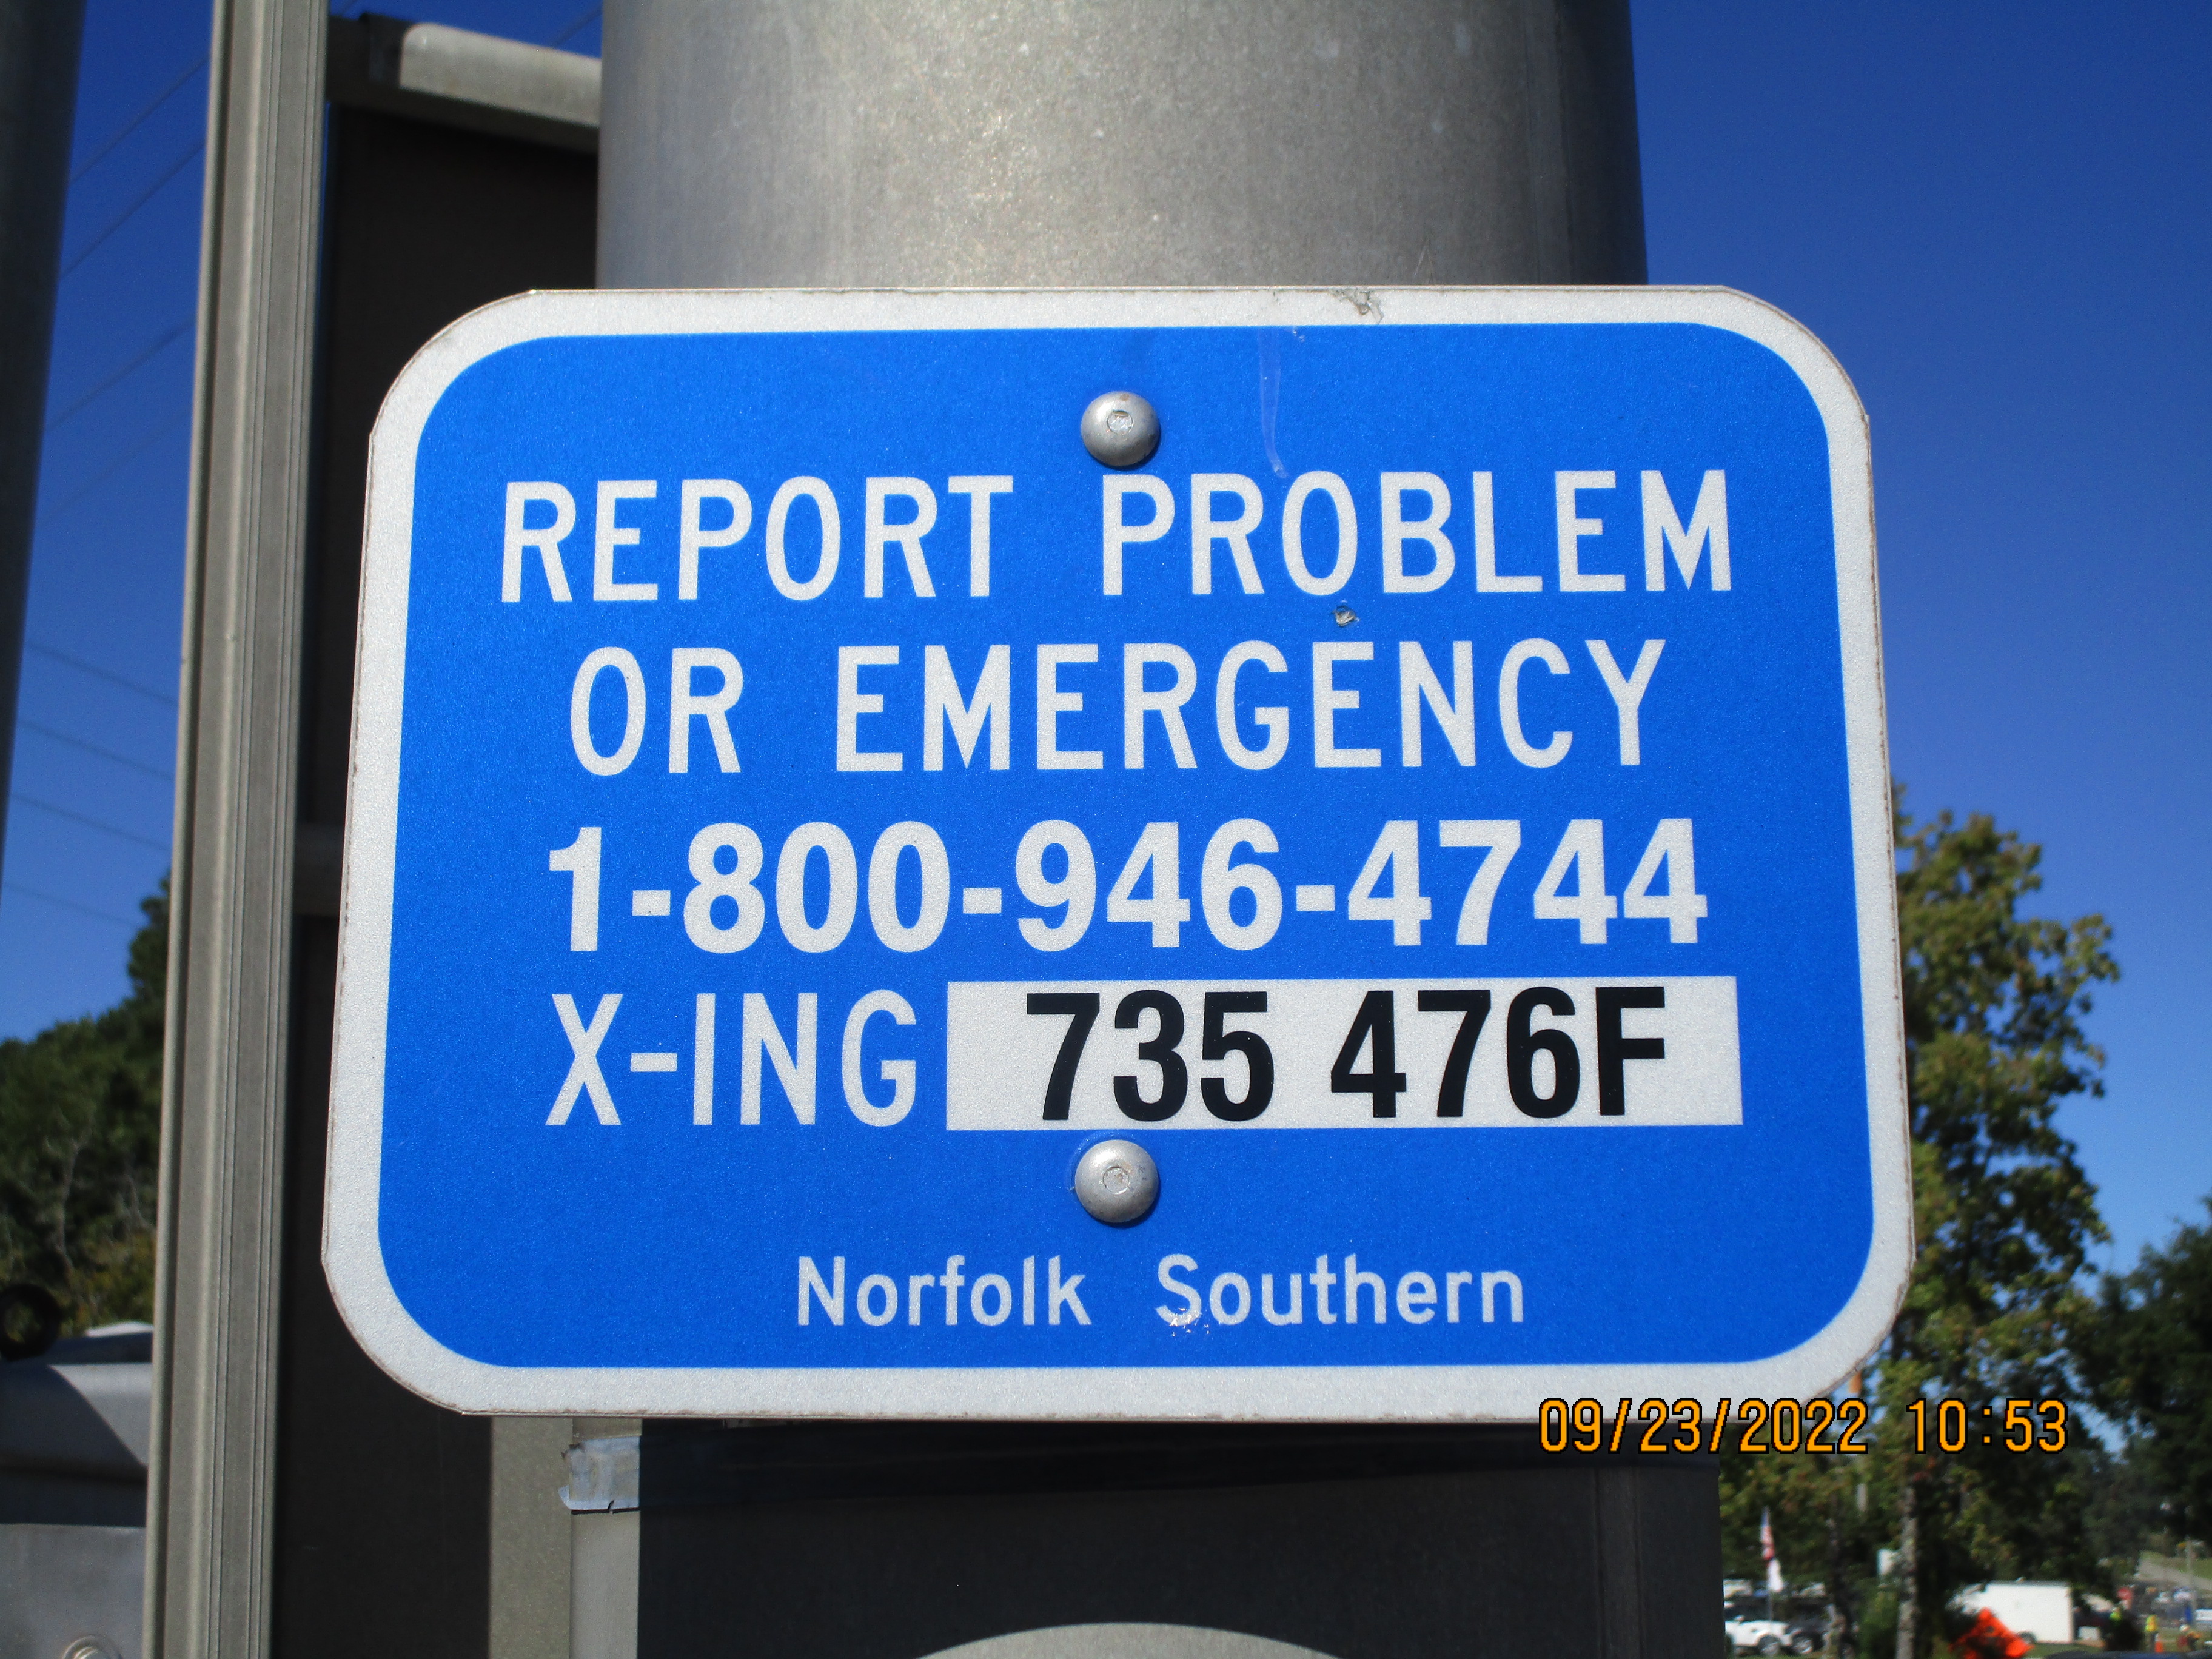 REPORT PROBLEM
OR EMERGENCY
1-800-946-4744
X-ING 735 476F
Norfolk Southern
09/23/2022 10:53